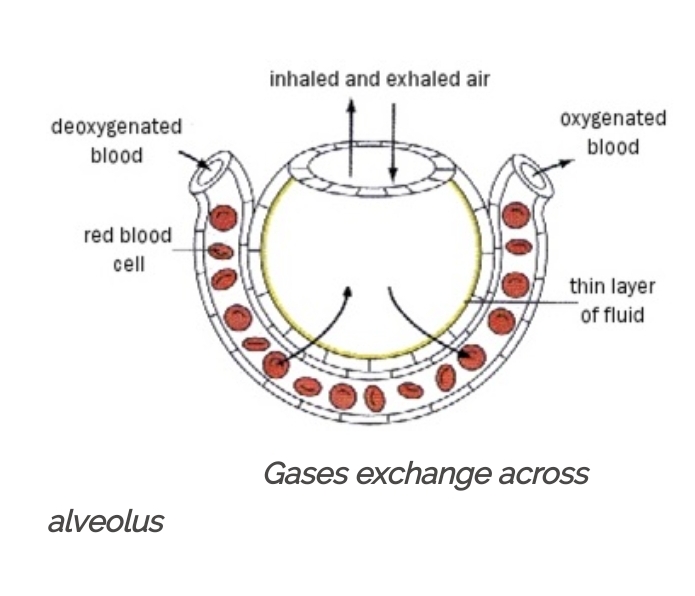 inhaled and exhaled air
deoxygenated
blood
oxygenated
blood
red blood
cell
thin layer
of fluid
Gases exchange across
alveolus